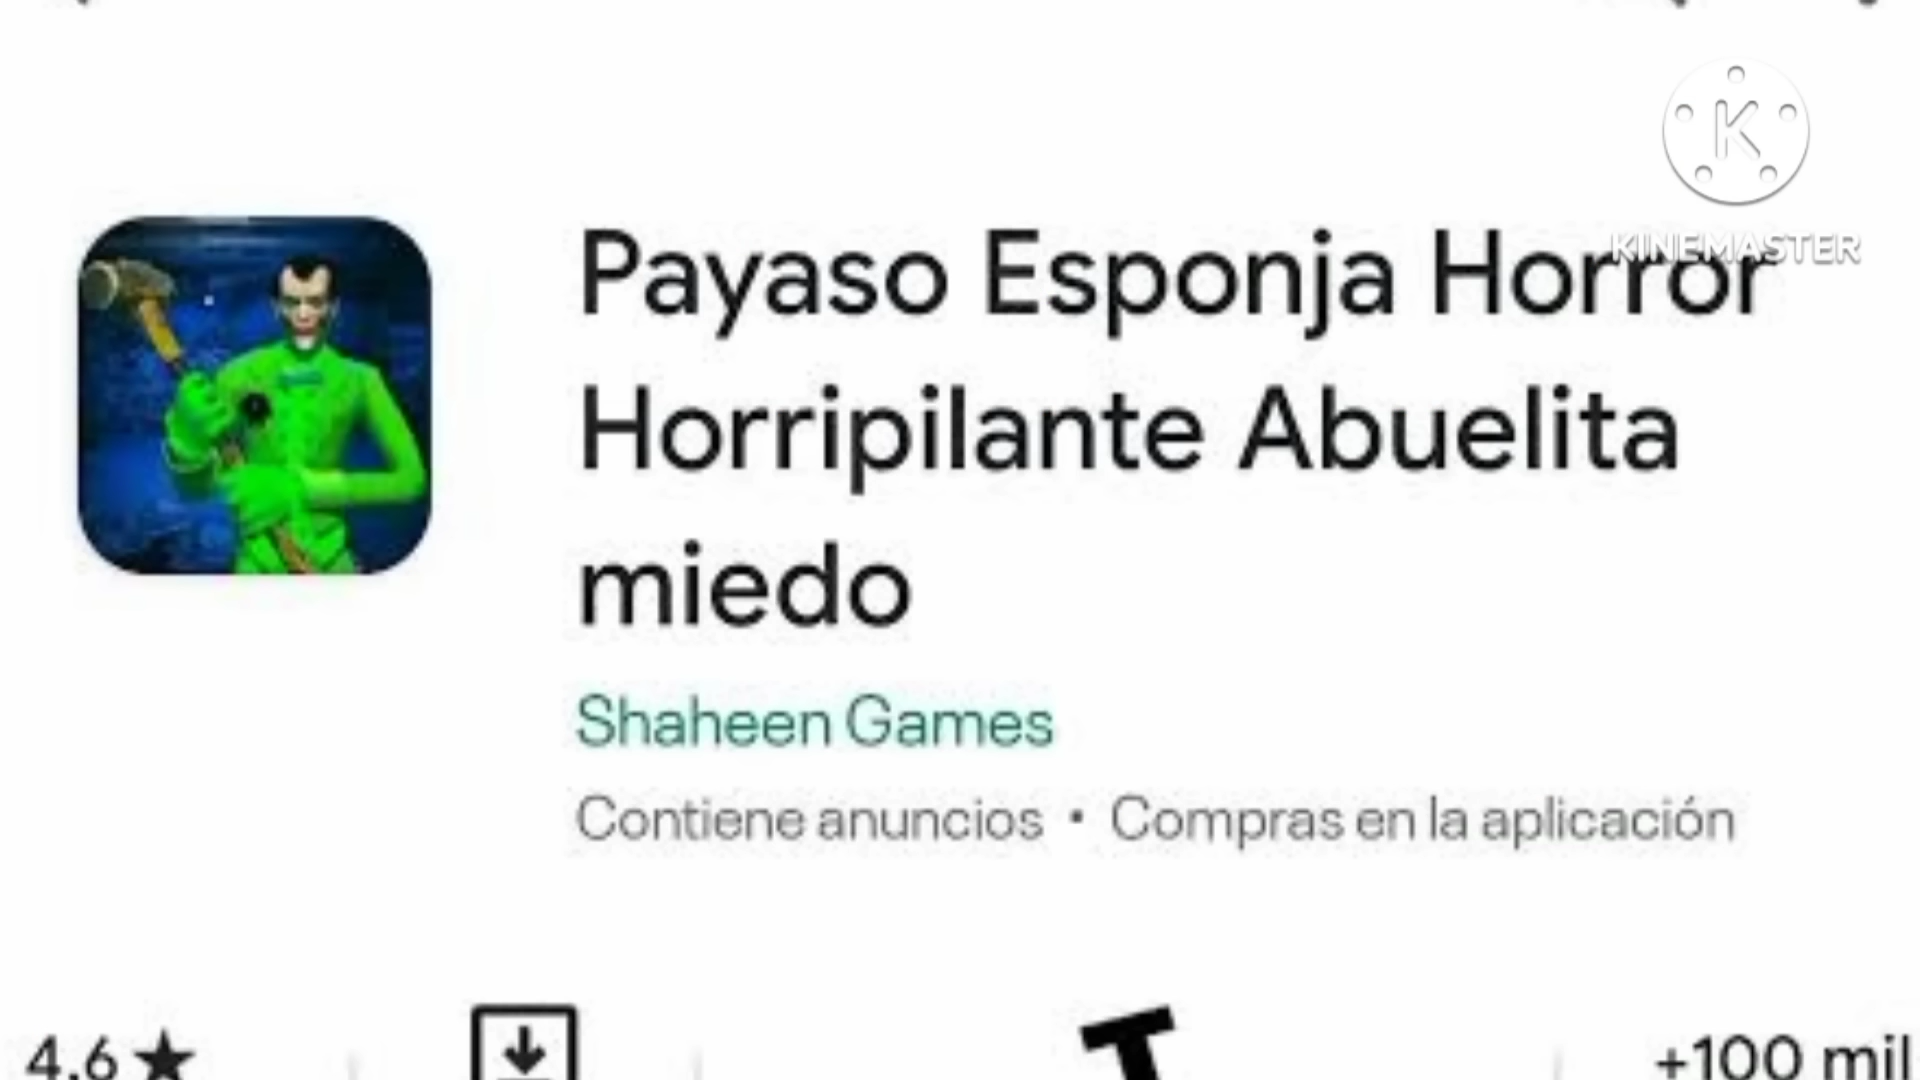 K
KINEMASTER
Payaso Esponja Horror
Horripilante Abuelita
miedo
Shaheen Games
Contiene anuncios • Compras en la aplicación
4.6★
T
+100 mil